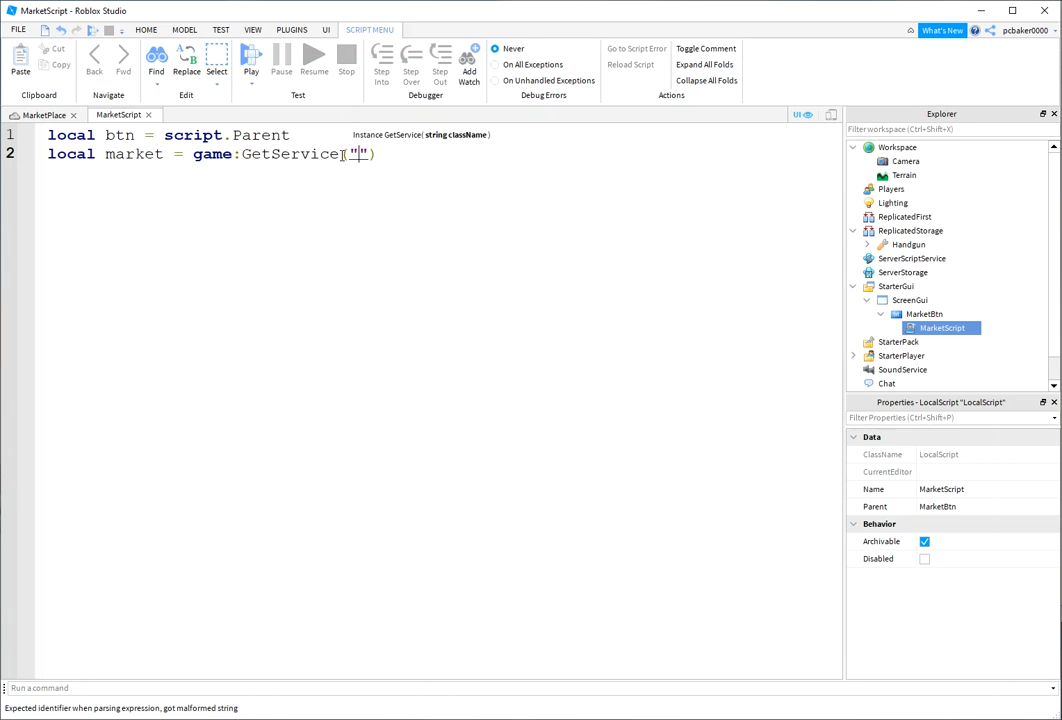 MarketScript - Roblox Studio
FILE HOME MODEL TEST VIEW PLUGINS UI SCRIPT MENU What's New pcbaker0000
Paste Cut Copy Back Fwd Find Replace Select Play Pause Resume Stop Step Into Step Over Step Out Add Watch
Never
On All Exceptions
On Unhandled Exceptions
Go to Script Error
Reload Script
Toggle Comment
Expand All Folds
Collapse All Folds
Clipboard Navigate Edit Test Debugger Debug Errors Actions
MarketPlace MarketScript UI
1 local btn = script.Parent
Instance GetService( string className)
2 local market = game:GetService("")
Explorer
Filter workspace (Ctrl+Shift+X)
Workspace
Camera
Terrain
Players
Lighting
ReplicatedFirst
ReplicatedStorage
Handgun
ServerScriptService
ServerStorage
StarterGui
ScreenGui
MarketBtn
MarketScript
StarterPack
StarterPlayer
SoundService
Chat
Properties - LocalScript "LocalScript"
Filter Properties (Ctrl+Shift+P)
Data
ClassName LocalScript
CurrentEditor
Name MarketScript
Parent MarketBtn
Behavior
Archivable
Disabled
Run a command
Expected identifier when parsing expression, got malformed string